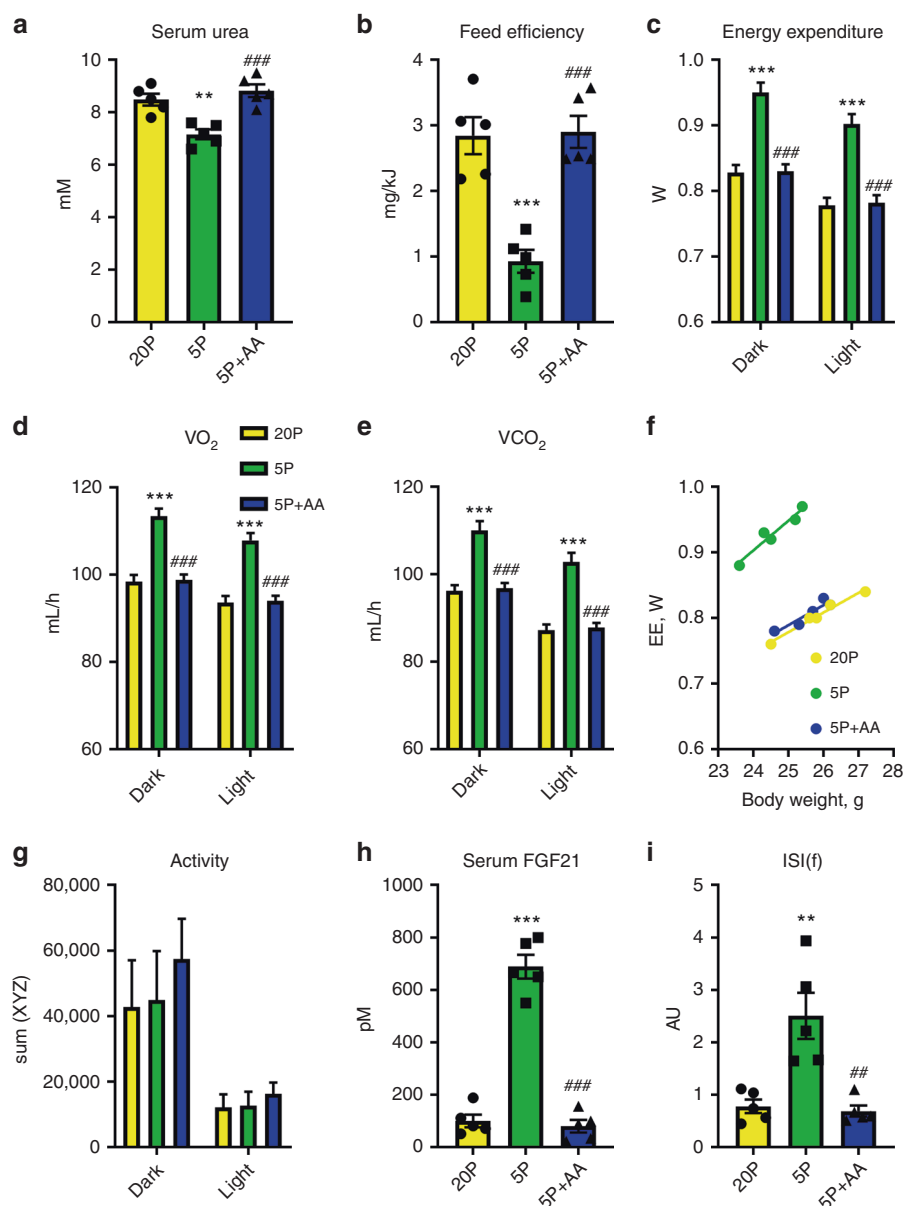 a
Serum urea
mM
10
8
6
4
2
0
**
###
20P
5P
5P+AA
b
Feed efficiency
mg/kJ
4
3
2
1
0
***
###
20P
5P
5P+AA
c
Energy expenditure
W
1.0
0.9
0.8
0.7
0.6
***
###
***
###
Dark
Light
d
VO2
20P
5P
5P+AA
mL/h
120
100
80
60
***
###
***
###
Dark
Light
e
VCO2
mL/h
120
100
80
60
***
###
***
###
Dark
Light
f
EE, W
1.0
0.9
0.8
0.7
0.6
20P
5P
5P+AA
23 24 25 26 27 28
Body weight, g
g
Activity
sum (XYZ)
80,000
60,000
40,000
20,000
0
Dark
Light
h
Serum FGF21
pM
1000
800
600
400
200
0
***
###
20P
5P
5P+AA
i
ISI(f)
AU
5
4
3
2
1
0
**
##
20P
5P
5P+AA